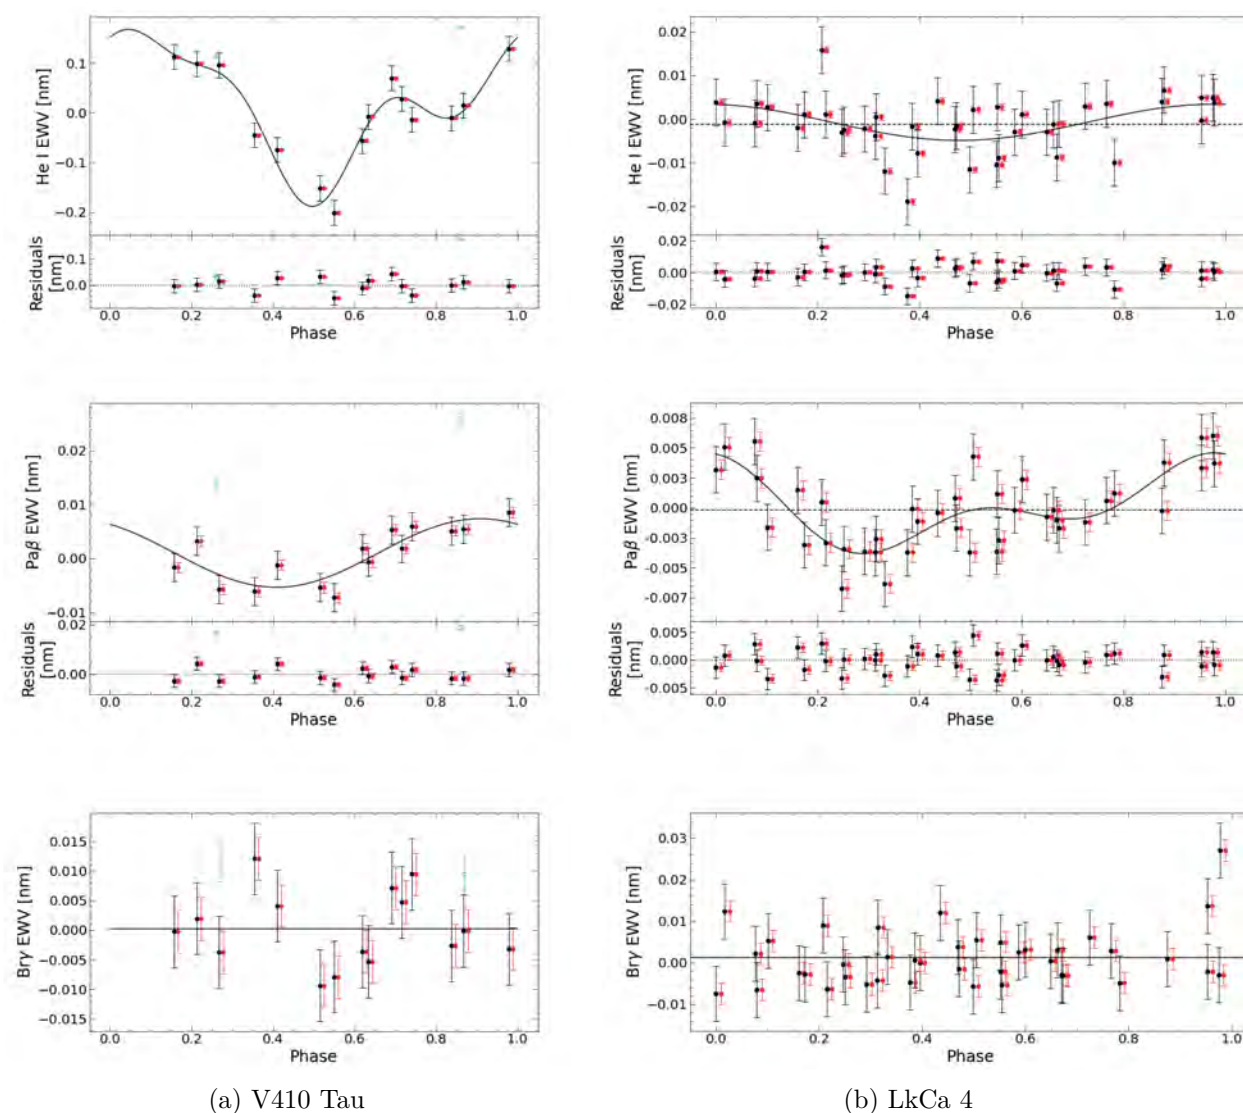 He I EWV [nm]
0.1
0.0
−0.1
−0.2
Residuals
[nm]
0.1
0.0
0.0 0.2 0.4 0.6 0.8 1.0
Phase
He I EWV [nm]
0.02
0.01
0.00
−0.01
−0.02
Residuals
[nm]
0.02
0.00
−0.02
0.0 0.2 0.4 0.6 0.8 1.0
Phase
Paβ EWV [nm]
0.02
0.01
0.00
−0.01
Residuals
[nm]
0.02
−0.00
0.0 0.2 0.4 0.6 0.8 1.0
Phase
Paβ EWV [nm]
0.008
0.005
0.003
0.000
−0.003
−0.005
−0.007
Residuals
[nm]
0.005
0.000
−0.005
0.0 0.2 0.4 0.6 0.8 1.0
Phase
Brγ EWV [nm]
0.015
0.010
0.005
0.000
−0.005
−0.010
−0.015
0.0 0.2 0.4 0.6 0.8 1.0
Phase
Brγ EWV [nm]
0.03
0.01
0.00
−0.01
0.0 0.2 0.4 0.6 0.8 1.0
Phase
(a) V410 Tau
(b) LkCa 4